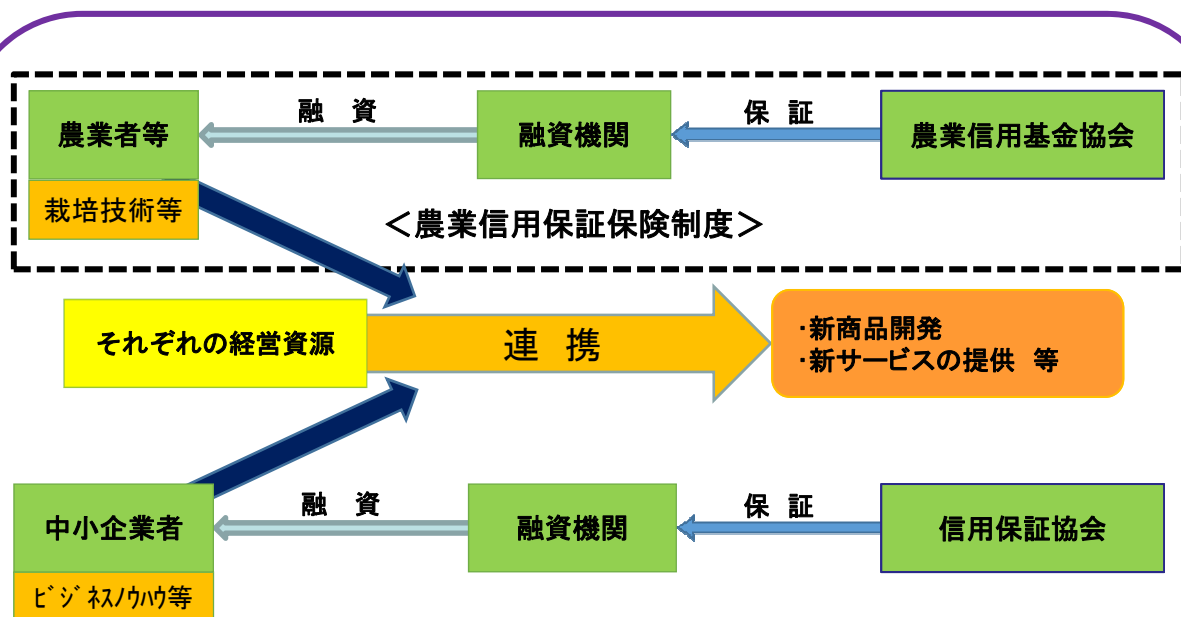 農業者等
融　資
融資機関
保　証
農業信用基金協会
栽培技術等
＜農業信用保証保険制度＞
それぞれの経営資源
連　携
・新商品開発
・新サービスの提供　等
中小企業者
融　資
融資機関
保　証
信用保証協会
ﾋﾞｼﾞﾈｽﾉｳﾊｳ等